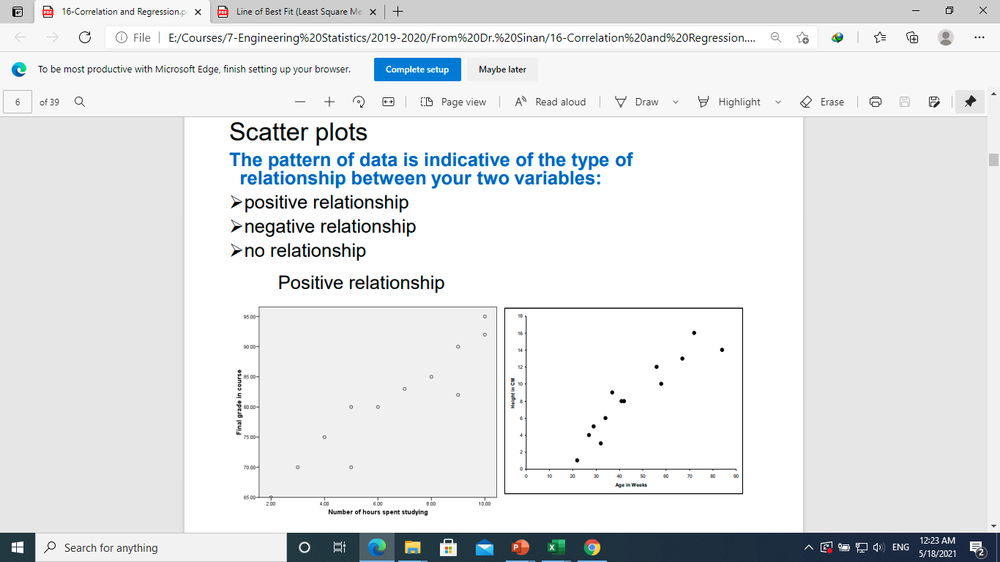 16-Correlation and Regression.pd
Line of Best Fit (Least Square Me
File
E:/Courses/7-Engineering%20Statistics/2019-2020/From%20Dr.%20Sinan/16-Correlation%20and%20Regression....
To be most productive with Microsoft Edge, finish setting up your browser.
Complete setup
Maybe later
6 of 39
Page view
Read aloud
Draw
Highlight
Erase
Scatter plots
The pattern of data is indicative of the type of
relationship between your two variables:
➢positive relationship
➢negative relationship
➢no relationship
Positive relationship
Final grade in course
95.00
90.00
85.00
80.00
75.00
70.00
65.00
2.00 4.00 6.00 8.00 10.00
Number of hours spent studying
Height in CM
18
16
14
12
10
8
6
4
2
0
0 10 20 30 40 50 60 70 80 90
Age in Weeks
Search for anything
ENG
12:23 AM
5/18/2021
2